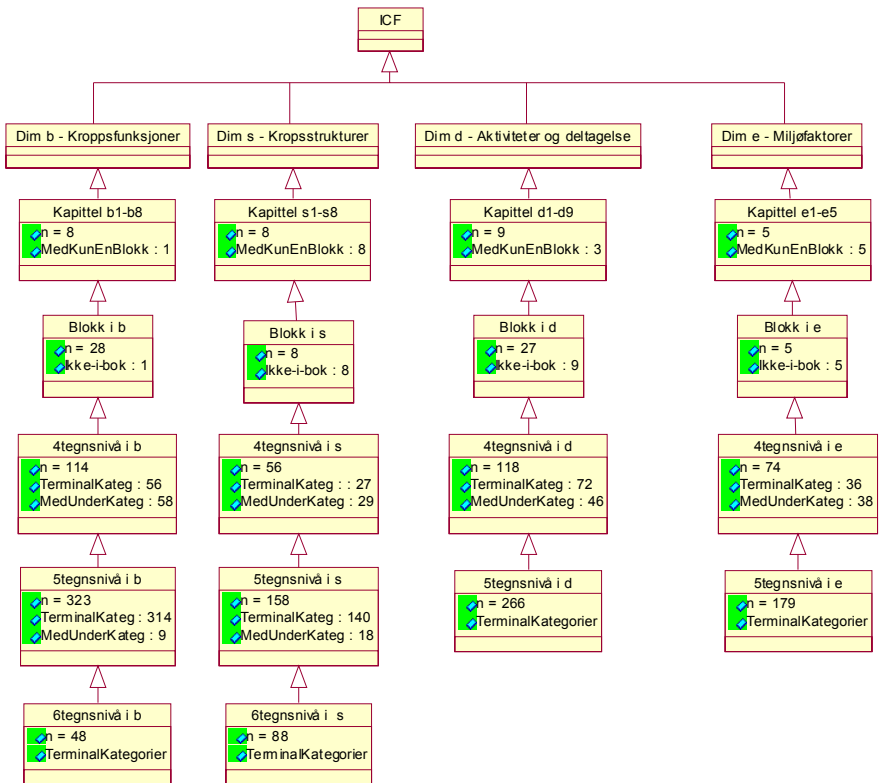 ICF
Dim b - Kroppsfunksjoner
Dim s - Kropsstrukturer
Dim d - Aktiviteter og deltagelse
Dim e - Miljøfaktorer
Kapittel b1-b8
n = 8
MedKunEnBlokk : 1
Kapittel s1-s8
n = 8
MedKunEnBlokk : 8
Kapittel d1-d9
n = 9
MedKunEnBlokk : 3
Kapittel e1-e5
n = 5
MedKunEnBlokk : 5
Blokk i b
n = 28
Ikke-i-bok : 1
Blokk i s
n = 8
Ikke-i-bok : 8
Blokk i d
n = 27
Ikke-i-bok : 9
Blokk i e
n = 5
Ikke-i-bok : 5
4tegnsnivå i b
n = 114
TerminalKateg : 56
MedUnderKateg : 58
4tegnsnivå i s
n = 56
TerminalKateg : : 27
MedUnderKateg : 29
4tegnsnivå i d
n = 118
TerminalKateg : 72
MedUnderKateg : 46
4tegnsnivå i e
n = 74
TerminalKateg : 36
MedUnderKateg : 38
5tegnsnivå i b
n = 323
TerminalKateg : 314
MedUnderKateg : 9
5tegnsnivå i s
n = 158
TerminalKateg : 140
MedUnderKateg : 18
5tegnsnivå i d
n = 266
TerminalKategorier
5tegnsnivå i e
n = 179
TerminalKategorier
6tegnsnivå i b
n = 48
TerminalKategorier
6tegnsnivå i s
n = 88
TerminalKategorier